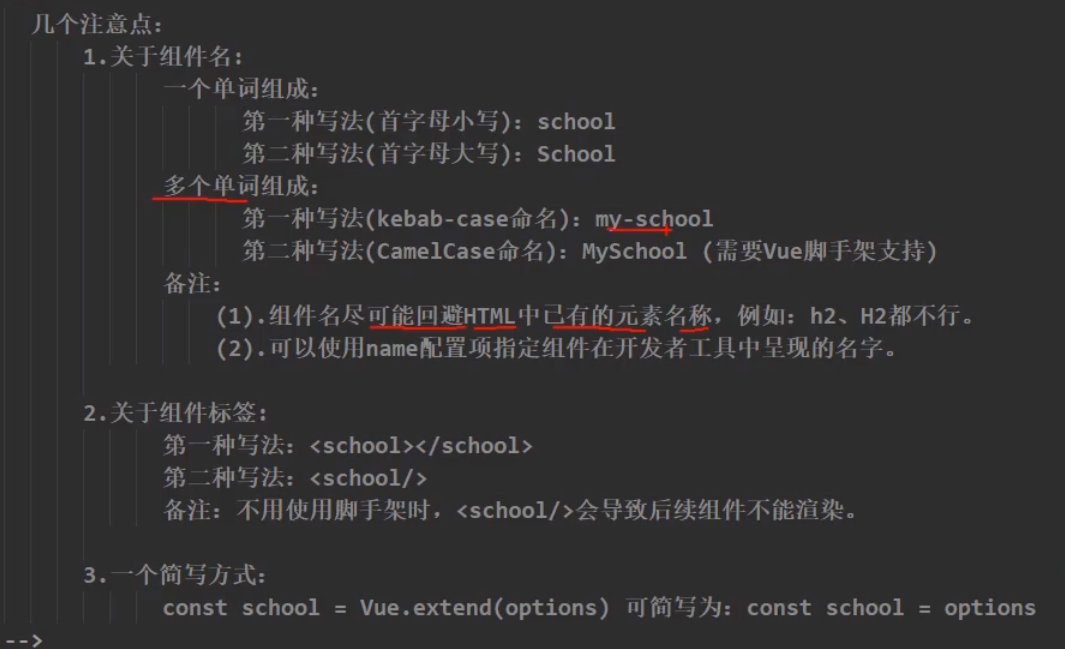 几个注意点：
1.关于组件名：
一个单词组成：
第一种写法(首字母小写)：school
第二种写法(首字母大写)：School
多个单词组成：
第一种写法(kebab-case命名)：my-school
第二种写法(CamelCase命名)：MySchool (需要Vue脚手架支持)
备注：
(1).组件名尽可能回避HTML中已有的元素名称，例如：h2、H2都不行。
(2).可以使用name配置项指定组件在开发者工具中呈现的名字。
2.关于组件标签：
第一种写法：<school></school>
第二种写法：<school/>
备注：不用使用脚手架时，<school/>会导致后续组件不能渲染。
3.一个简写方式：
const school = Vue.extend(options) 可简写为：const school = options
-->